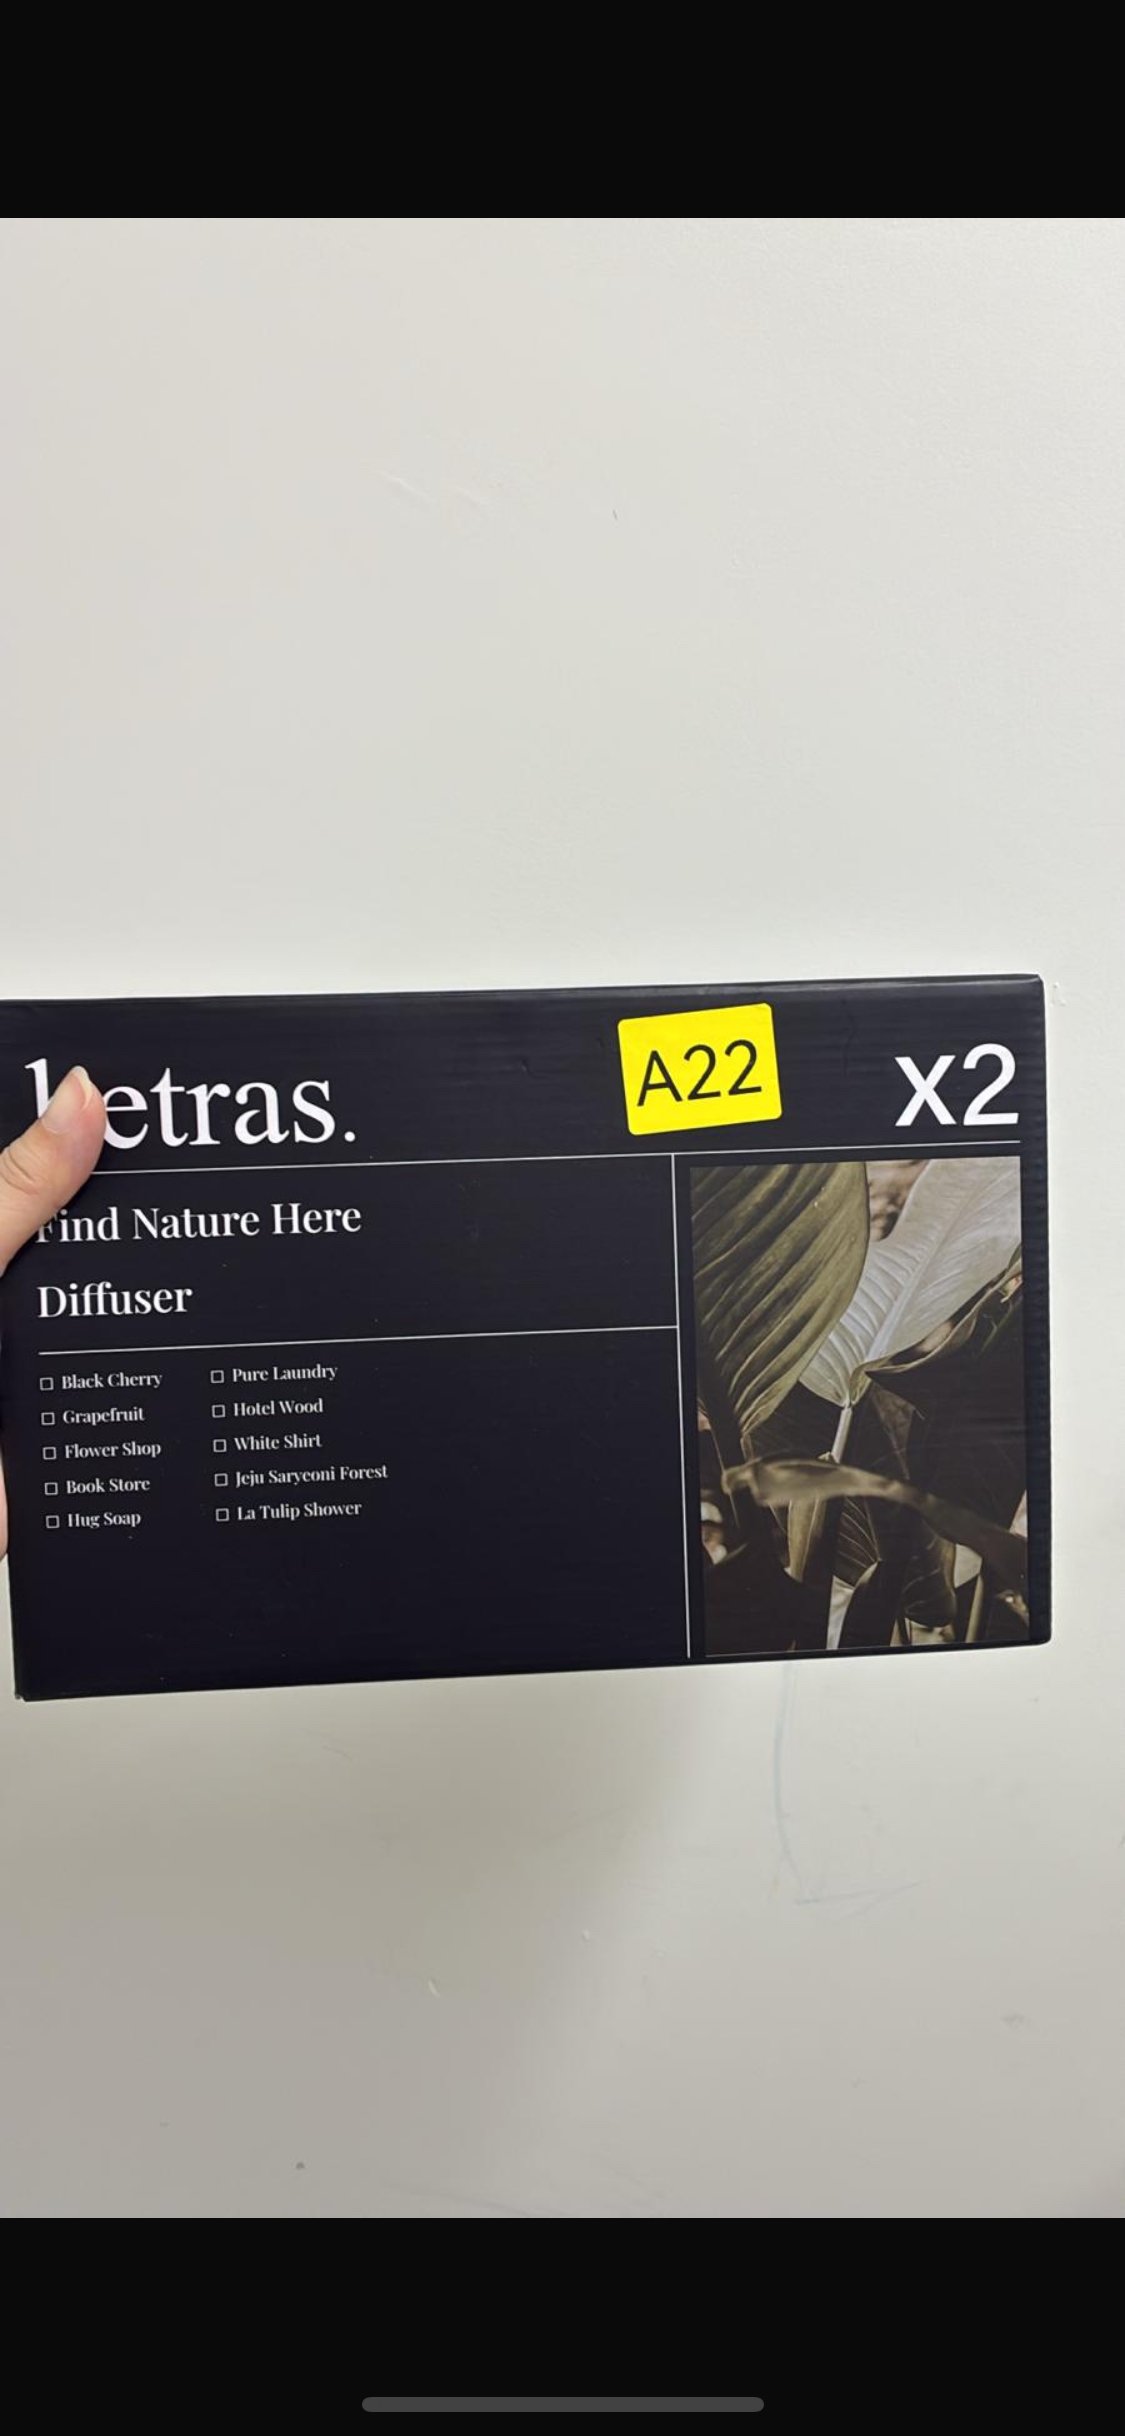 hetras.
A22
X2
Find Nature Here
Diffuser
☐ Black Cherry
☐ Grapefruit
☐ Flower Shop
☐ Book Store
☐ Hug Soap
☐ Pure Laundry
☐ Hotel Wood
☐ White Shirt
☐ Jeju Saryeoni Forest
☐ La Tulip Shower